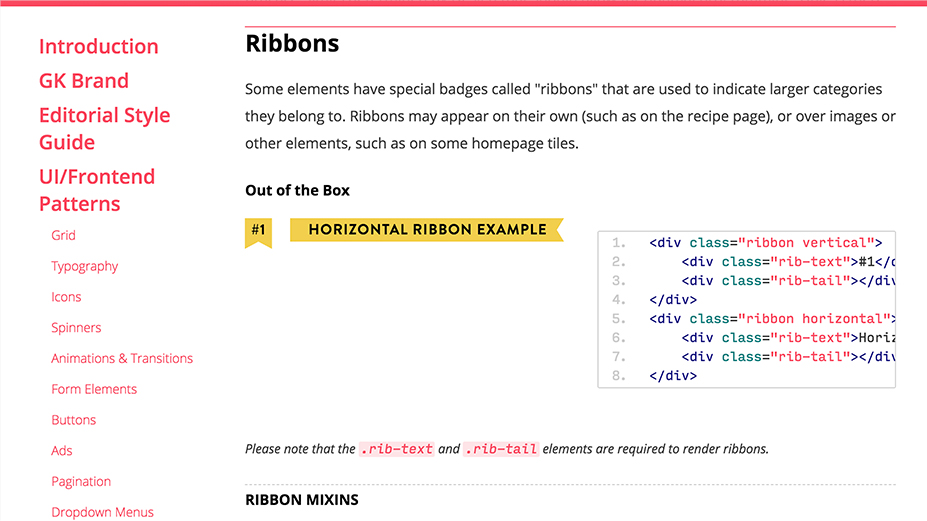 Introduction
GK Brand
Editorial Style
Guide
UI/Frontend
Patterns
Grid
Typography
Icons
Spinners
Animations & Transitions
Form Elements
Buttons
Ads
Pagination
Dropdown Menus
Ribbons
Some elements have special badges called "ribbons" that are used to indicate larger categories
they belong to. Ribbons may appear on their own (such as on the recipe page), or over images or
other elements, such as on some homepage tiles.
Out of the Box
#1
HORIZONTAL RIBBON EXAMPLE
1. <div class="ribbon vertical">
2. <div class="rib-text">#1</d
3. <div class="rib-tail"></div
4. </div>
5. <div class="ribbon horizontal">
6. <div class="rib-text">Horiz
7. <div class="rib-tail"></div
8. </div>
Please note that the .rib-text and .rib-tail elements are required to render ribbons.
RIBBON MIXINS